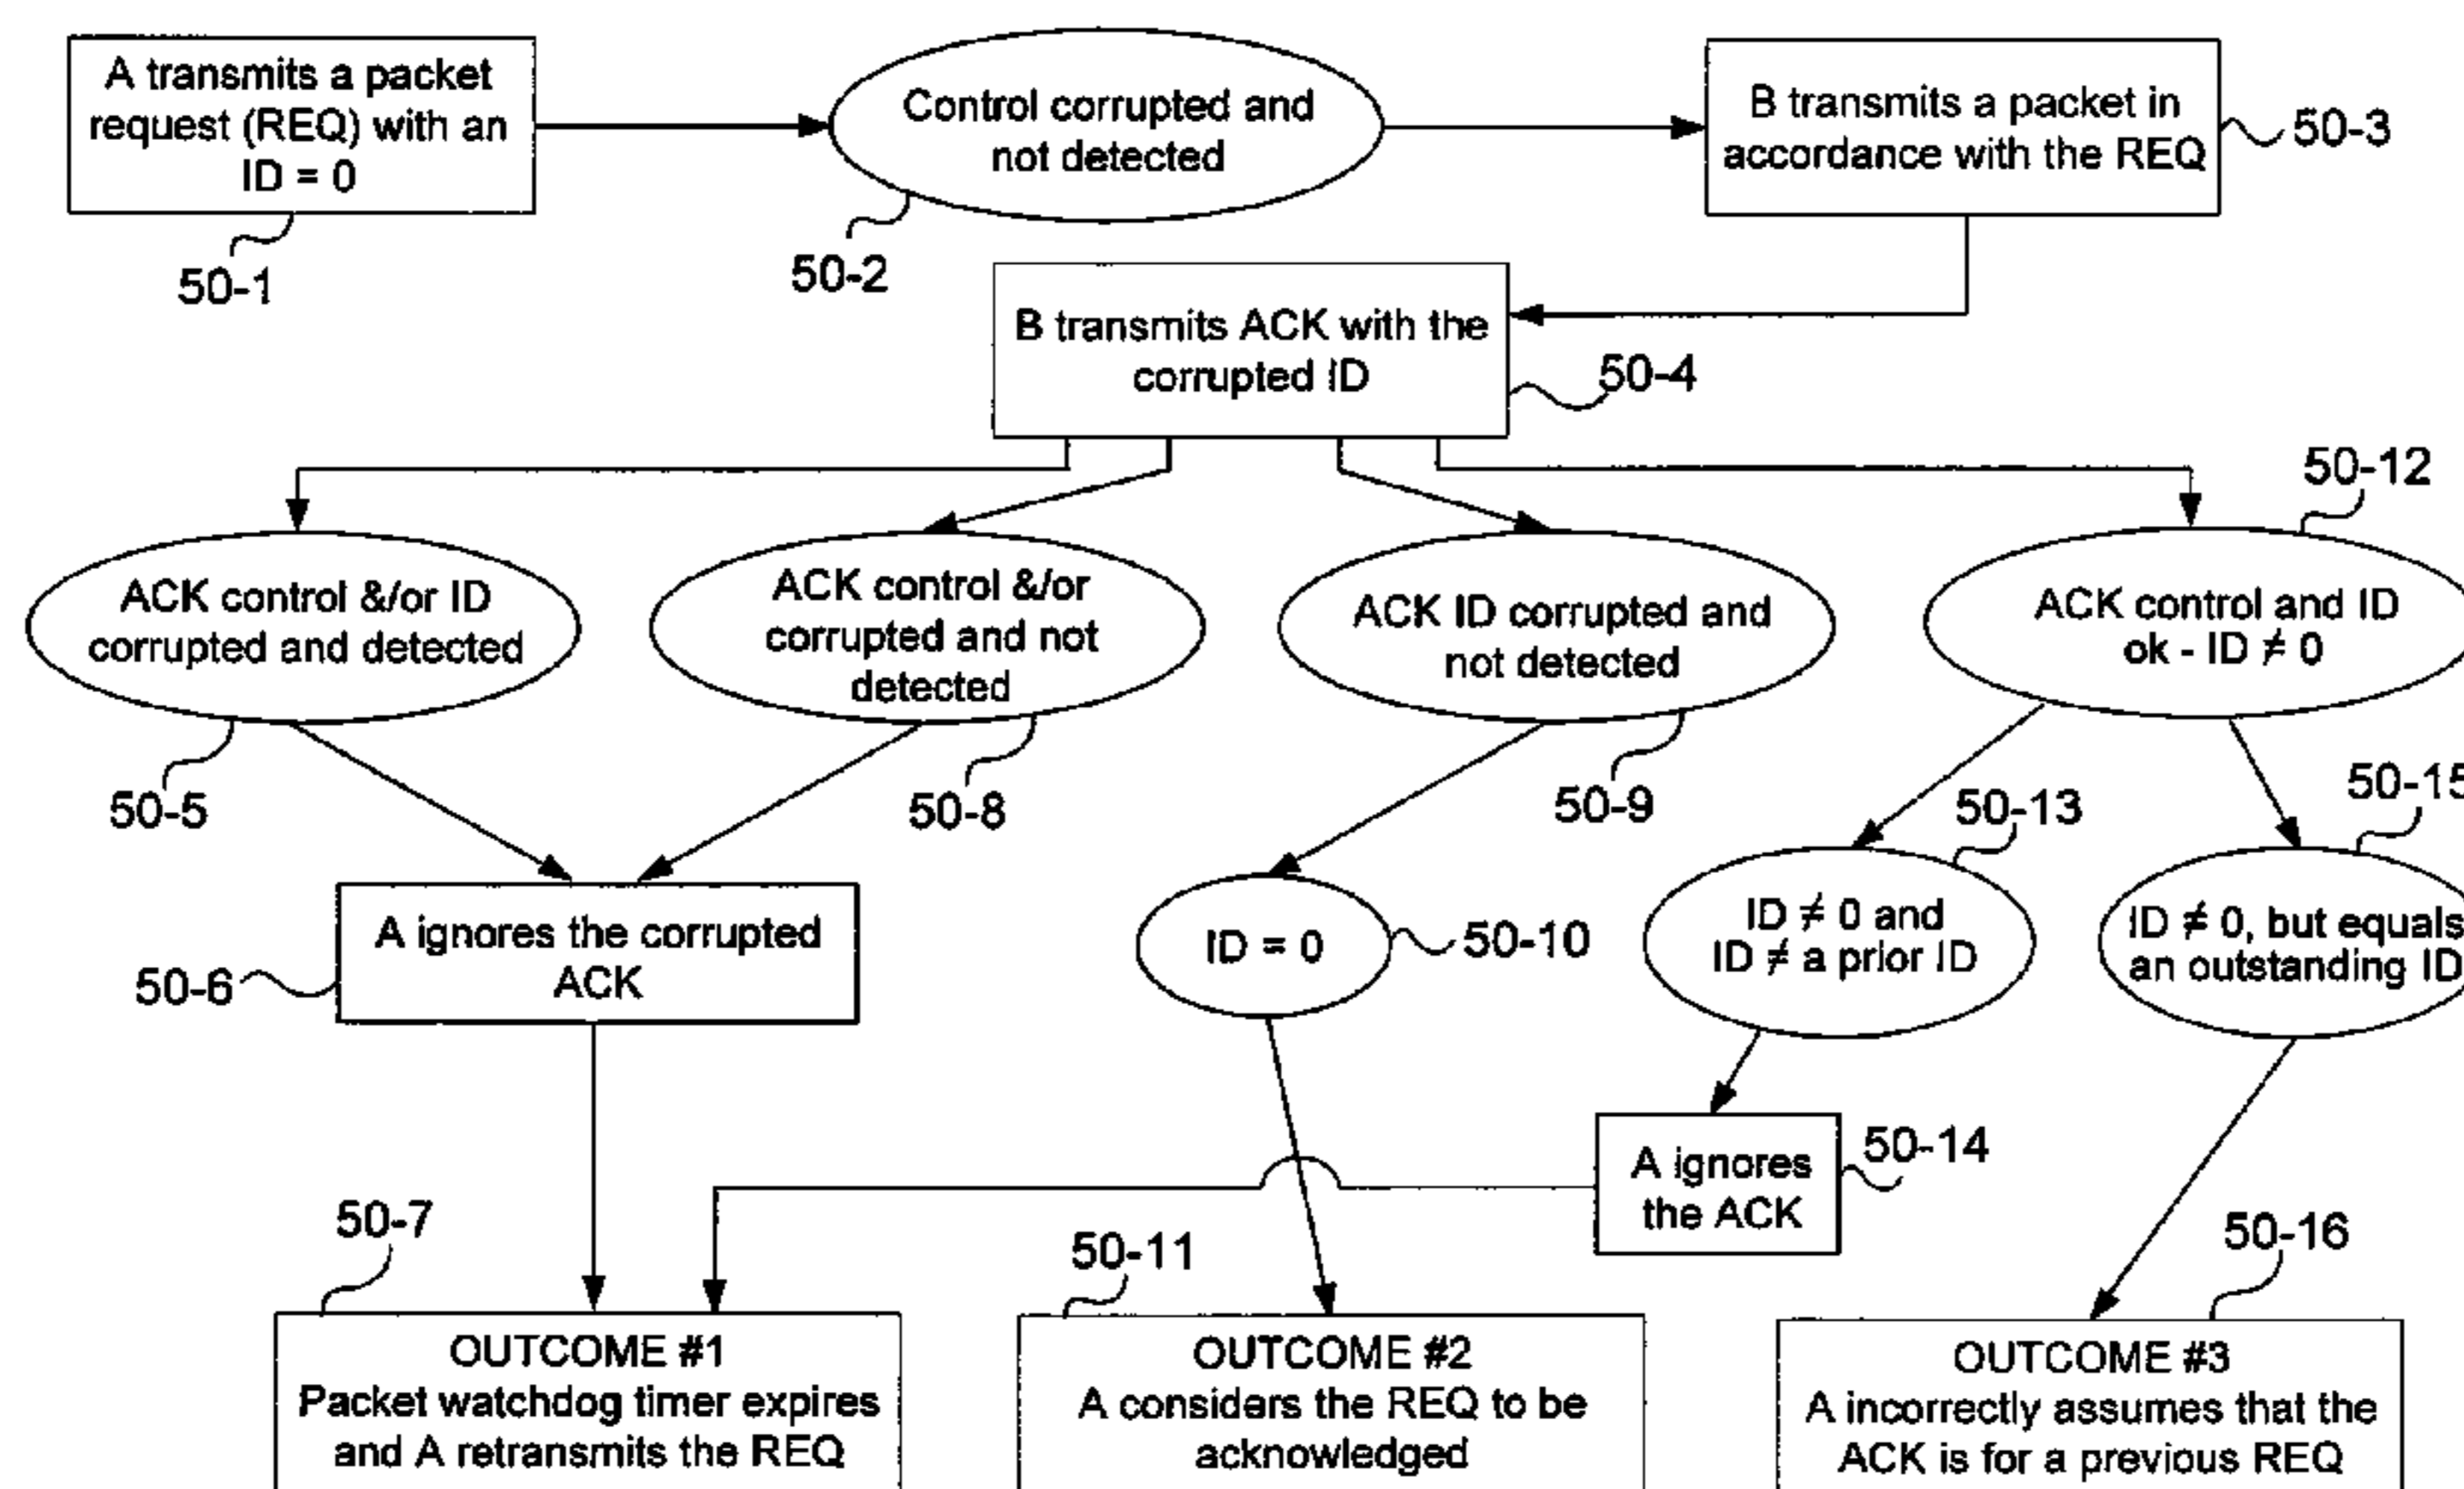 A transmits a packet
request (REQ) with an
ID = 0
50-1
Control corrupted and
not detected
50-2
B transmits a packet in
accordance with the REQ
50-3
B transmits ACK with the
corrupted ID
50-4
ACK control &/or ID
corrupted and detected
50-5
ACK control &/or
corrupted and not
detected
50-8
ACK ID corrupted and
not detected
50-9
50-12
ACK control and ID
ok - ID ≠ 0
A ignores the corrupted
ACK
50-6
ID = 0
50-10
50-13
ID ≠ 0 and
ID ≠ a prior ID
50-15
ID ≠ 0, but equals
an outstanding ID
A ignores
the ACK
50-14
50-7
OUTCOME #1
Packet watchdog timer expires
and A retransmits the REQ
50-11
OUTCOME #2
A considers the REQ to be
acknowledged
50-16
OUTCOME #3
A incorrectly assumes that the
ACK is for a previous REQ